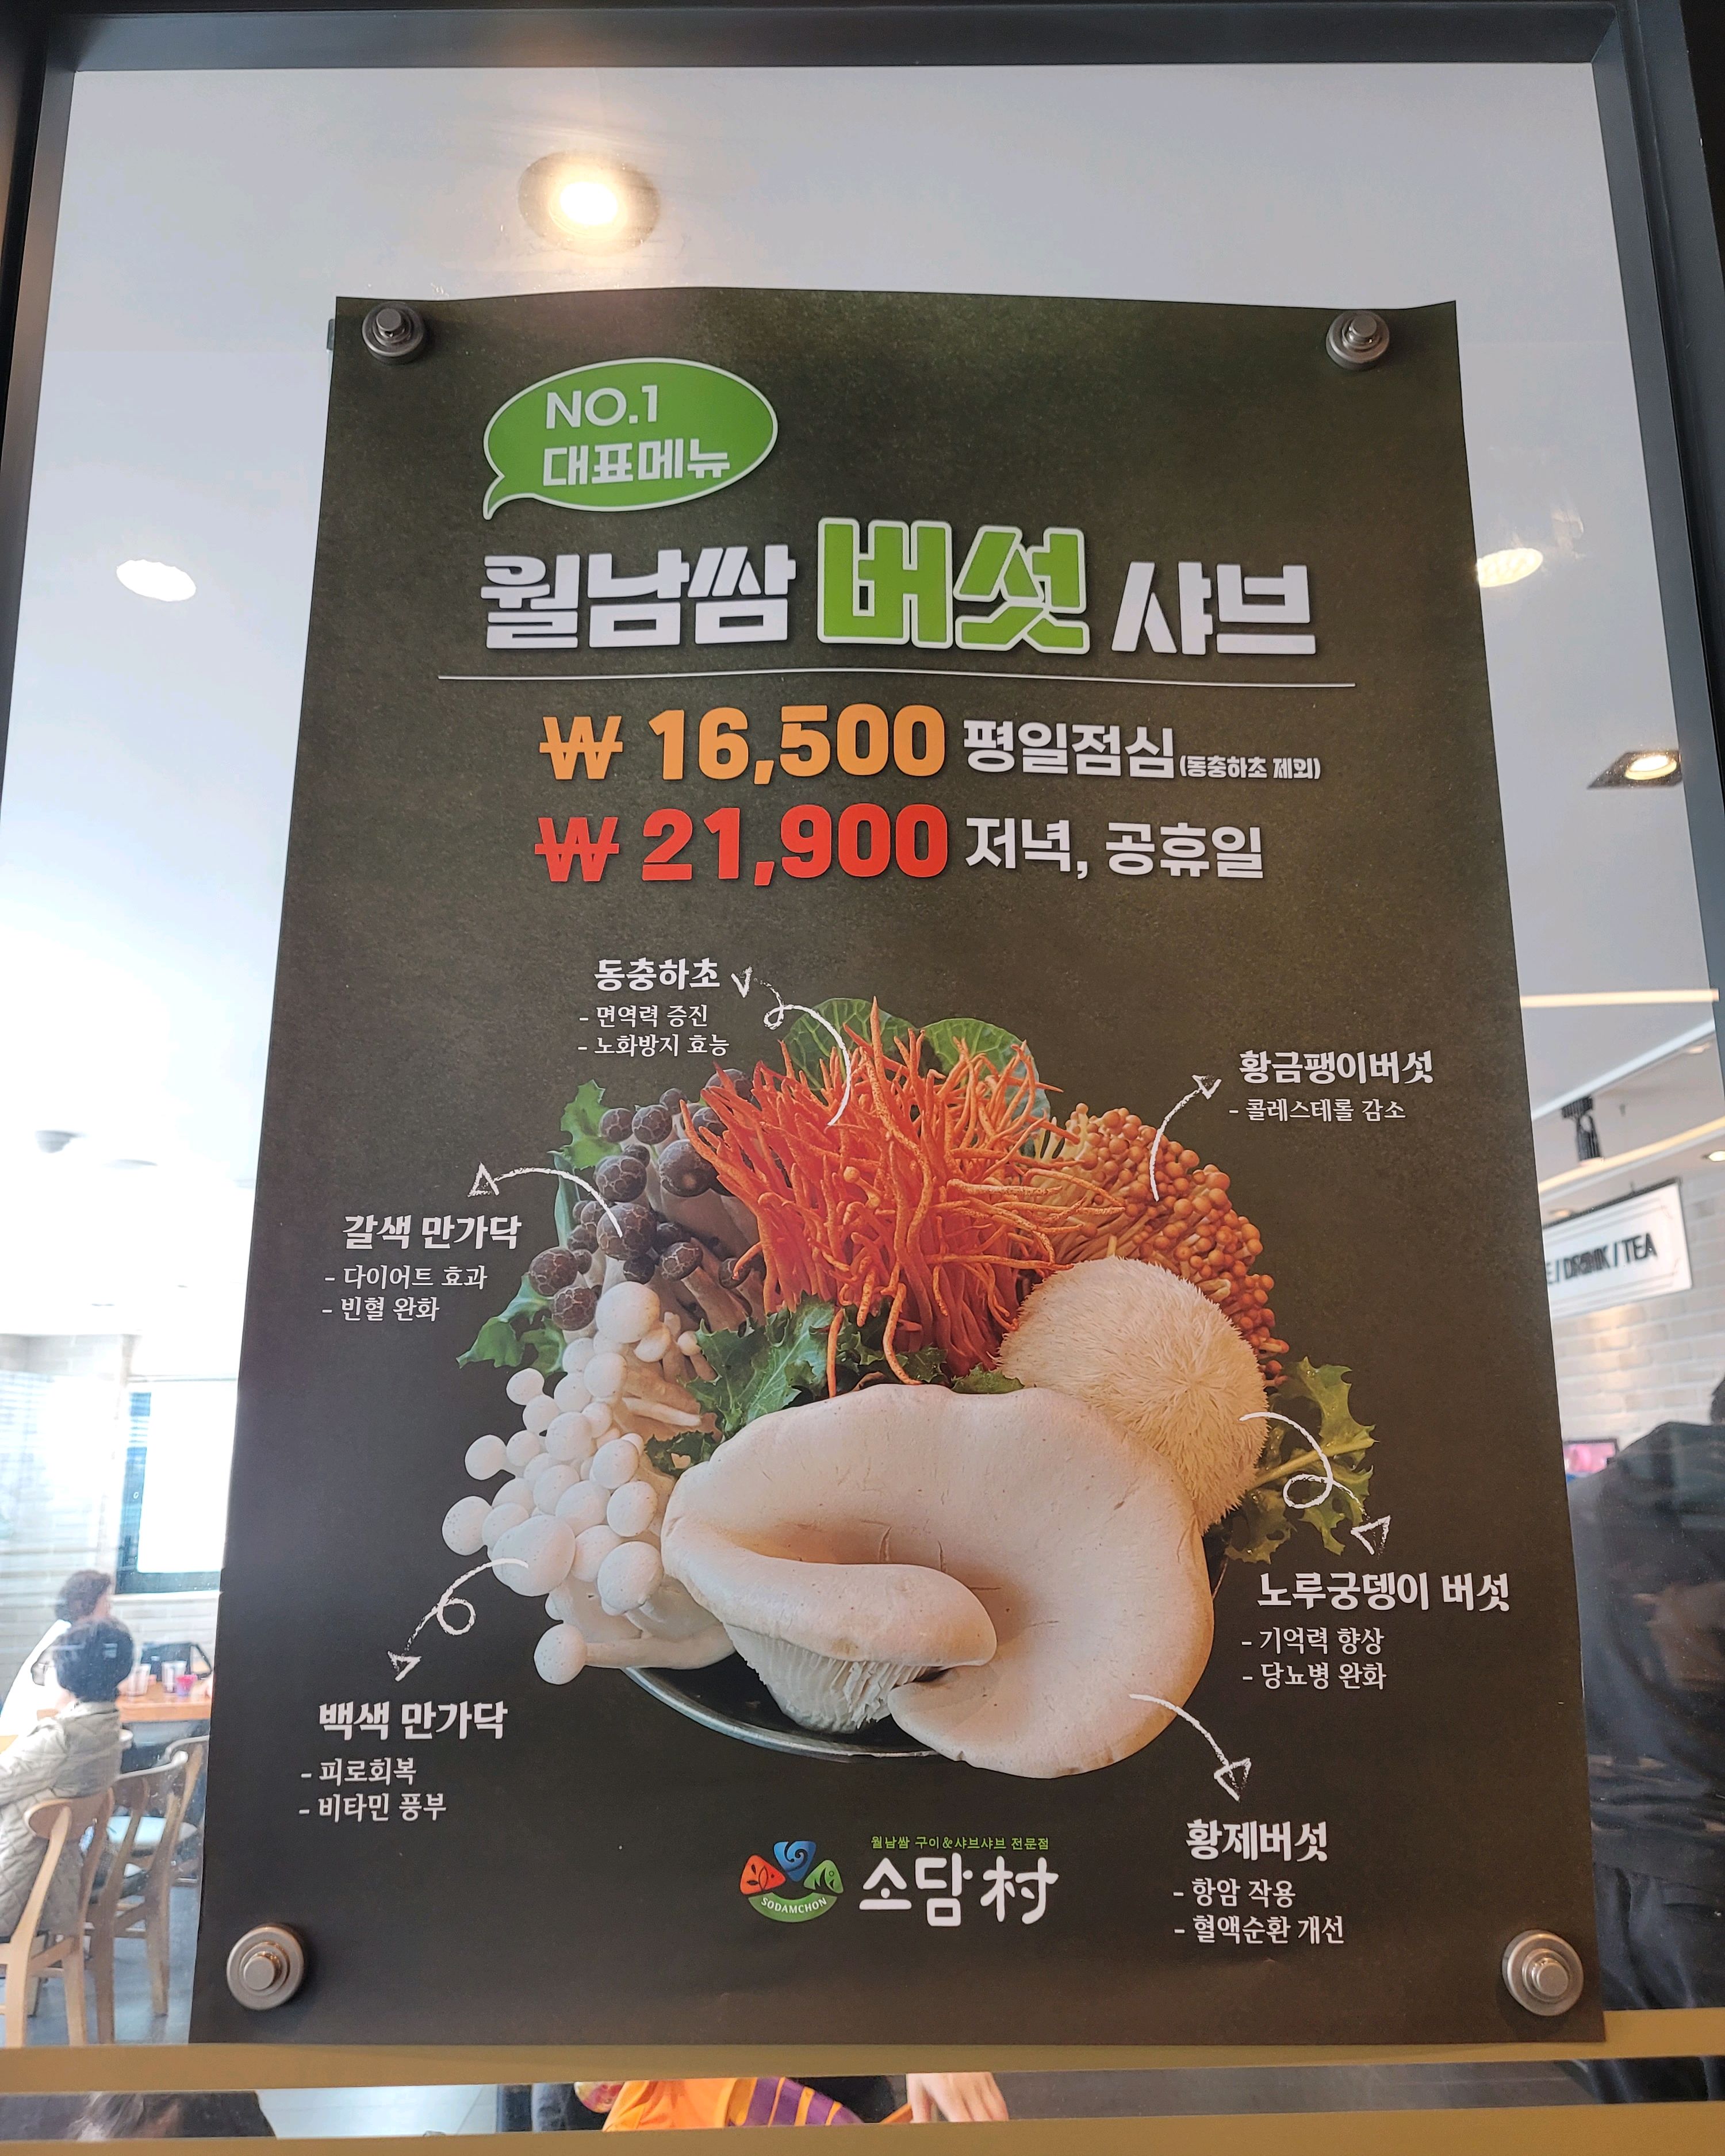 NO.1
대표메뉴
월남쌈 버섯 샤브
₩ 16,500 평일점심(동충하초 제외)
₩ 21,900 저녁, 공휴일
동충하초
- 면역력 증진
- 노화방지 효능
황금팽이버섯
- 콜레스테롤 감소
갈색 만가닥
- 다이어트 효과
- 빈혈 완화
노루궁뎅이 버섯
- 기억력 향상
- 당뇨병 완화
백색 만가닥
- 피로회복
- 비타민 풍부
황제버섯
- 항암 작용
- 혈액순환 개선
월남쌈 구이&샤브샤브 전문점
소담村
SODAMCHON
/ DRINK / TEA